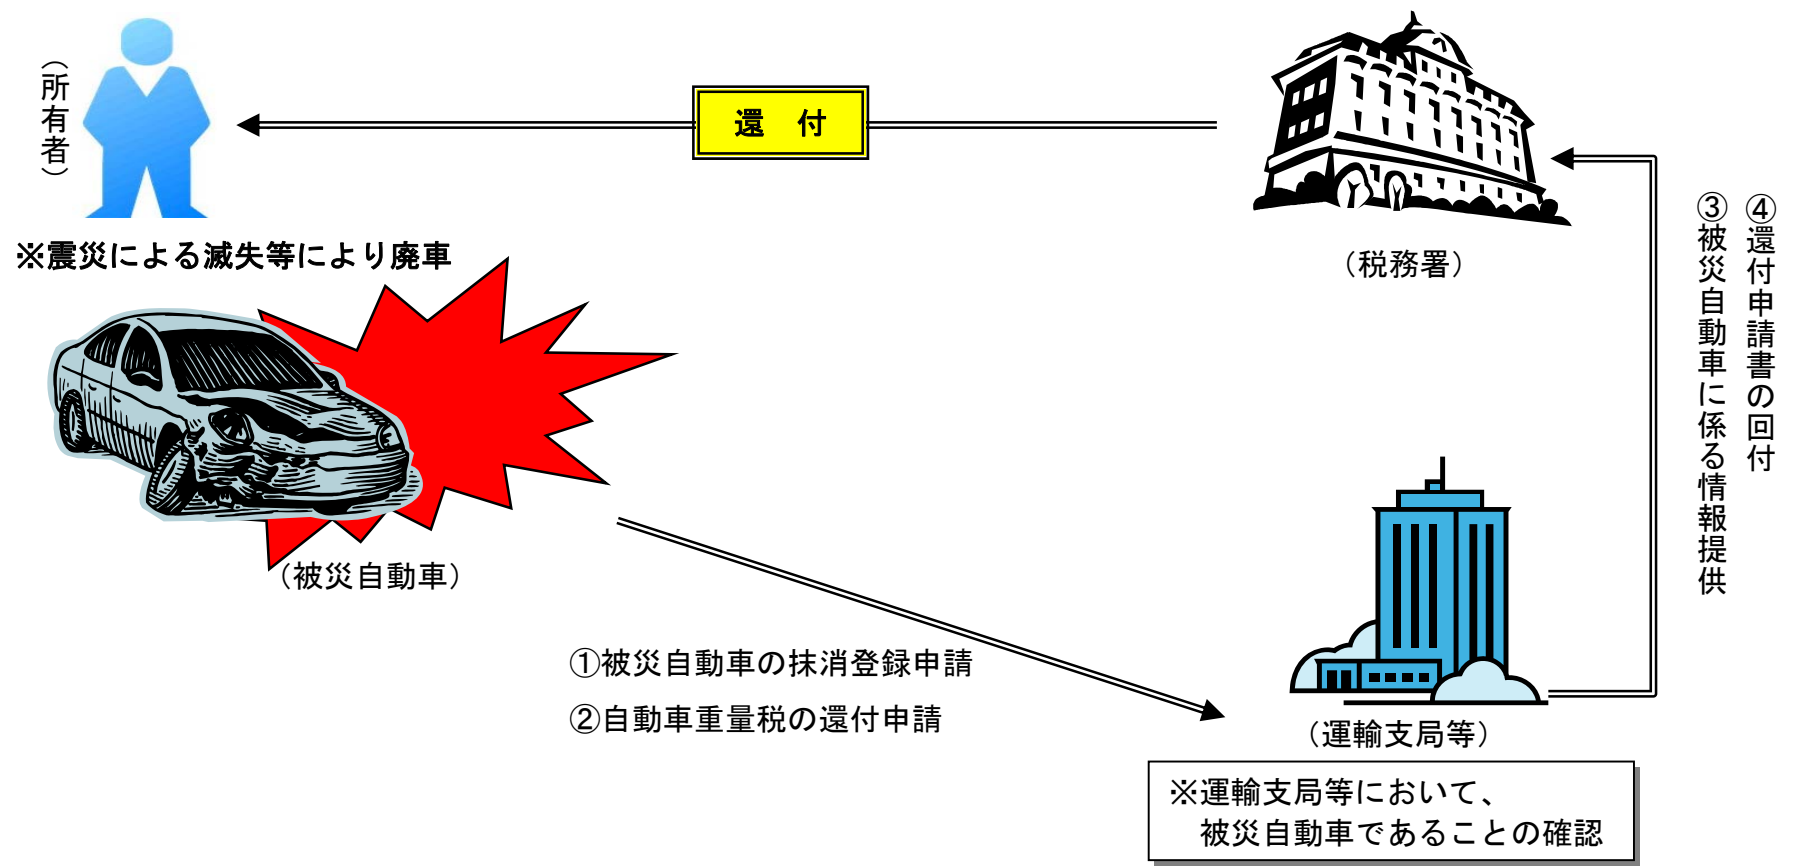 （所有者）
還　付
※震災による滅失等により廃車
（税務署）
③被災自動車に係る情報提供
④還付申請書の回付
（被災自動車）
①被災自動車の抹消登録申請
②自動車重量税の還付申請
（運輸支局等）
※運輸支局等において、
被災自動車であることの確認